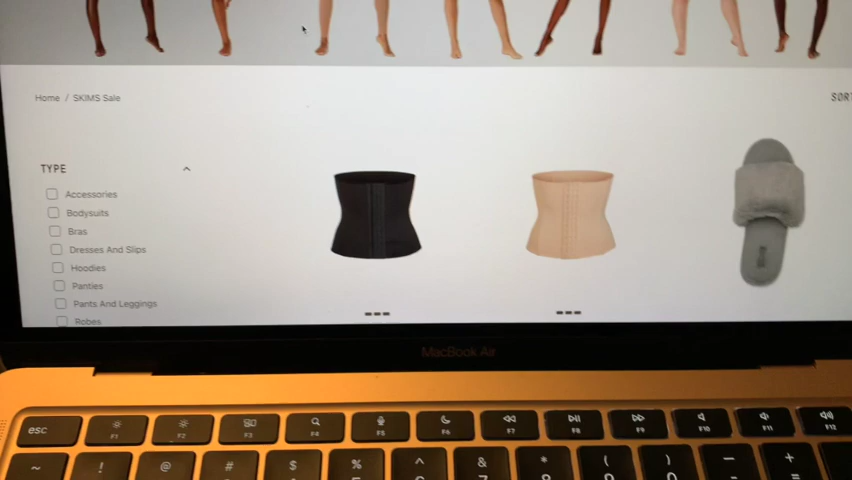 Home / SKIMS Sale
SORT
TYPE
Accessories
Bodysuits
Bras
Dresses And Slips
Hoodies
Panties
Pants And Leggings
Robes
MacBook Air
esc
F1
F2
F3
F4
F5
F6
F7
F8
F9
F10
F11
F12
~
!
@
#
$
%
^
&
*
(
)
—
+